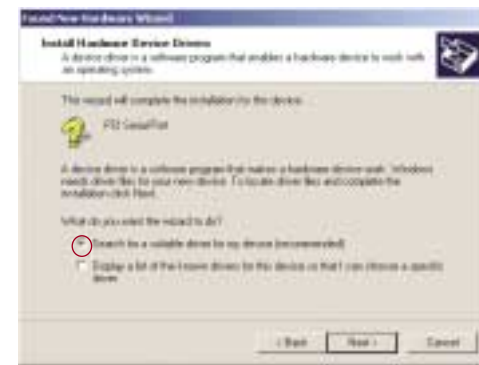 Found New Hardware Wizard
Install Hardware Device Drivers
A device driver is a software program that enables a hardware device to work with
an operating system.
This wizard will complete the installation for this device:
Serial Port
A device driver is a software program that makes a hardware device work. Windows
needs driver files for your new device. To locate driver files and complete the
installation click Next.
What do you want the wizard to do?
Search for a suitable driver for my device (recommended)
Display a list of the known drivers for this device so that I can choose a specific
driver
< Back
Next >
Cancel